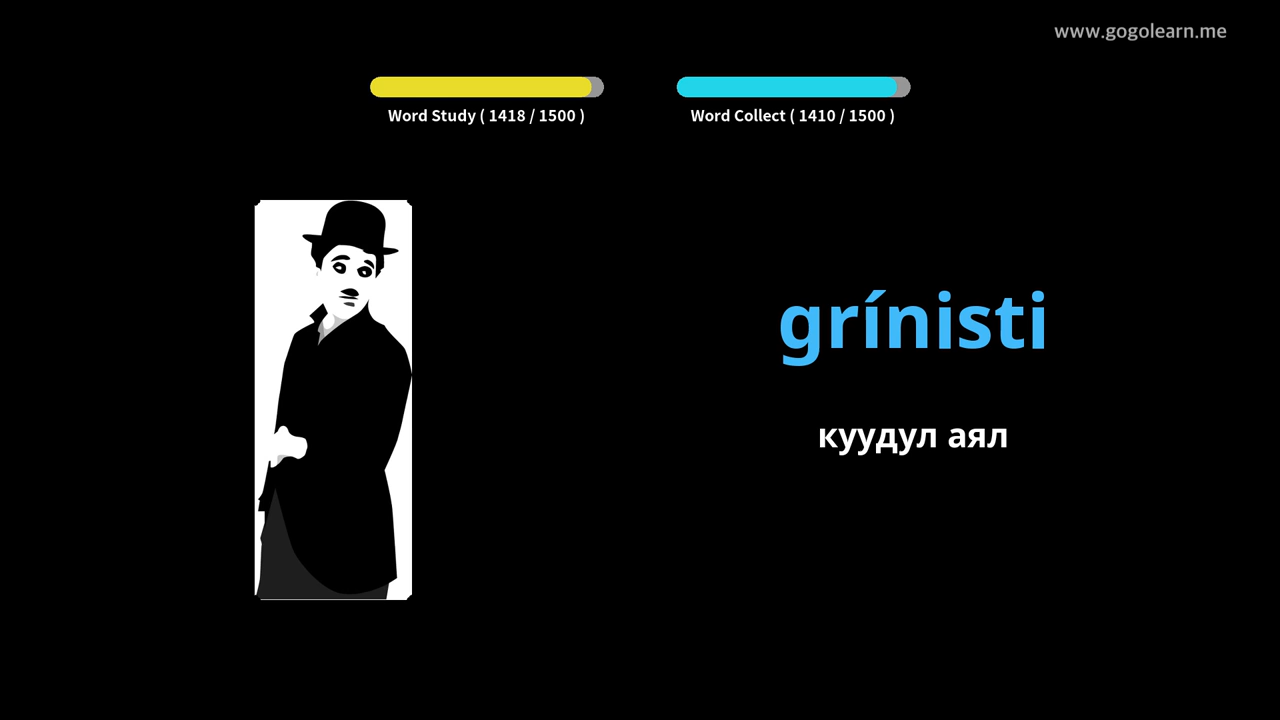 www.gogolearn.me
Word Study ( 1418 / 1500 )
Word Collect ( 1410 / 1500 )
grínisti
куудул аял